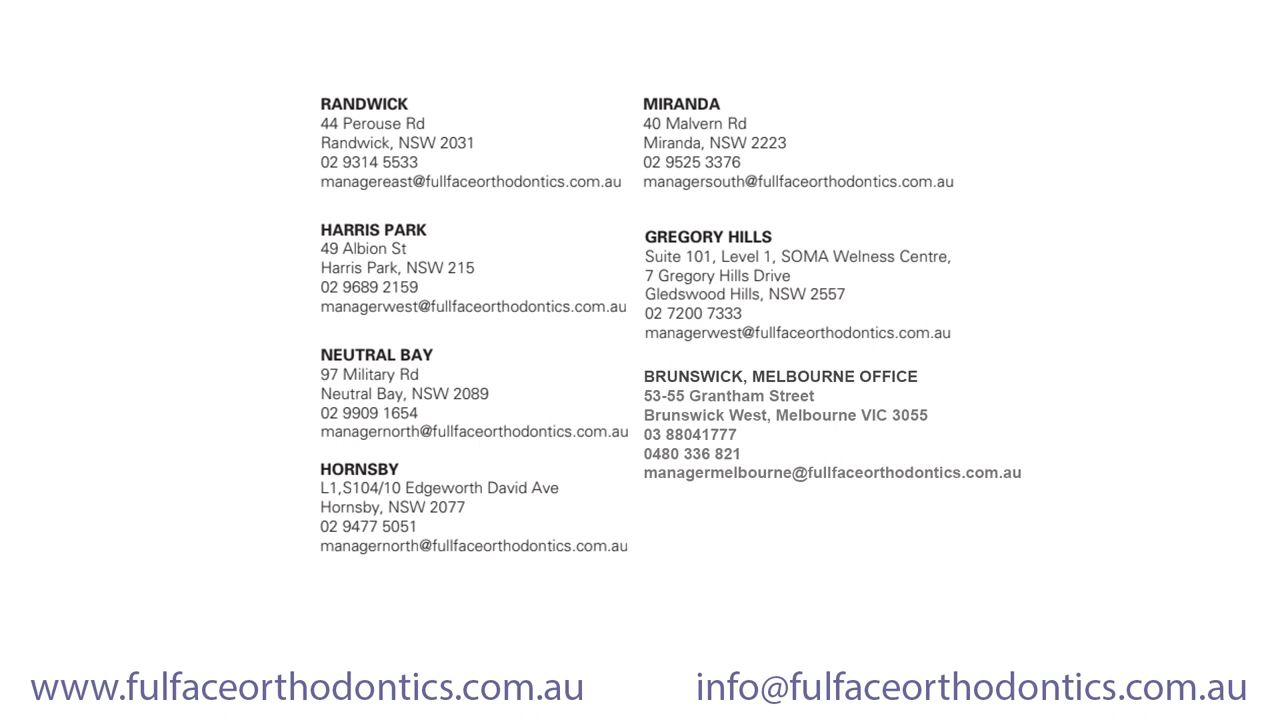 RANDWICK
44 Perouse Rd
Randwick, NSW 2031
02 9314 5533
managereast@fullfaceorthodontics.com.au
HARRIS PARK
49 Albion St
Harris Park, NSW 215
02 9689 2159
managerwest@fullfaceorthodontics.com.au
NEUTRAL BAY
97 Military Rd
Neutral Bay, NSW 2089
02 9909 1654
managernorth@fullfaceorthodontics.com.au
HORNSBY
L1,S104/10 Edgeworth David Ave
Hornsby, NSW 2077
02 9477 5051
managernorth@fullfaceorthodontics.com.au
MIRANDA
40 Malvern Rd
Miranda, NSW 2223
02 9525 3376
managersouth@fullfaceorthodontics.com.au
GREGORY HILLS
Suite 101, Level 1, SOMA Welness Centre,
7 Gregory Hills Drive
Gledswood Hills, NSW 2557
02 7200 7333
managerwest@fullfaceorthodontics.com.au
BRUNSWICK, MELBOURNE OFFICE
53-55 Grantham Street
Brunswick West, Melbourne VIC 3055
03 88041777
0480 336 821
managermelbourne@fullfaceorthodontics.com.au
www.fulfaceorthodontics.com.au
info@fulfaceorthodontics.com.au